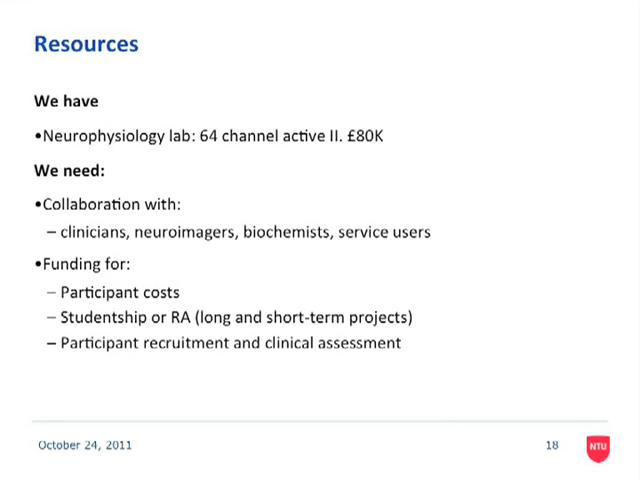 Resources
We have
•Neurophysiology lab: 64 channel active II. £80K
We need:
•Collaboration with:
– clinicians, neuroimagers, biochemists, service users
•Funding for:
– Participant costs
– Studentship or RA (long and short-term projects)
– Participant recruitment and clinical assessment
October 24, 2011
18
NTU